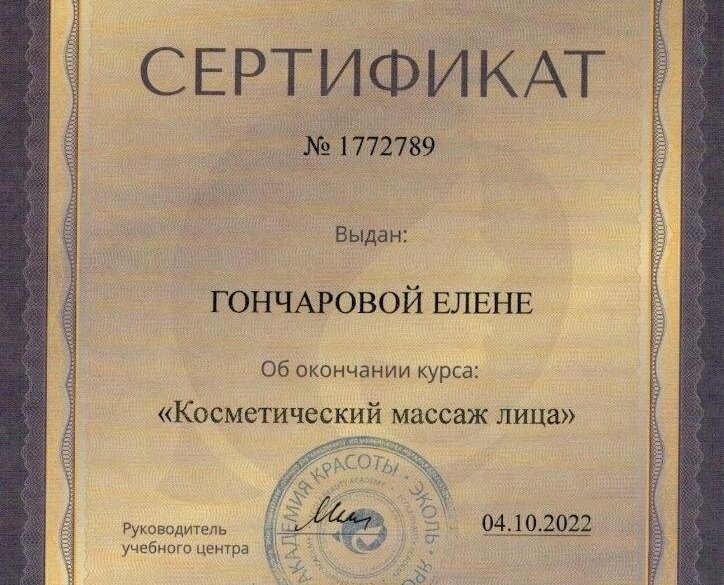 СЕРТИФИКАТ
№ 1772789
Выдан:
ГОНЧАРОВОЙ ЕЛЕНЕ
Об окончании курса:
«Косметический массаж лица»
АКАДЕМИЯ КРАСОТЫ · ЭКОЛЬ ·
Руководитель
учебного центра
04.10.2022